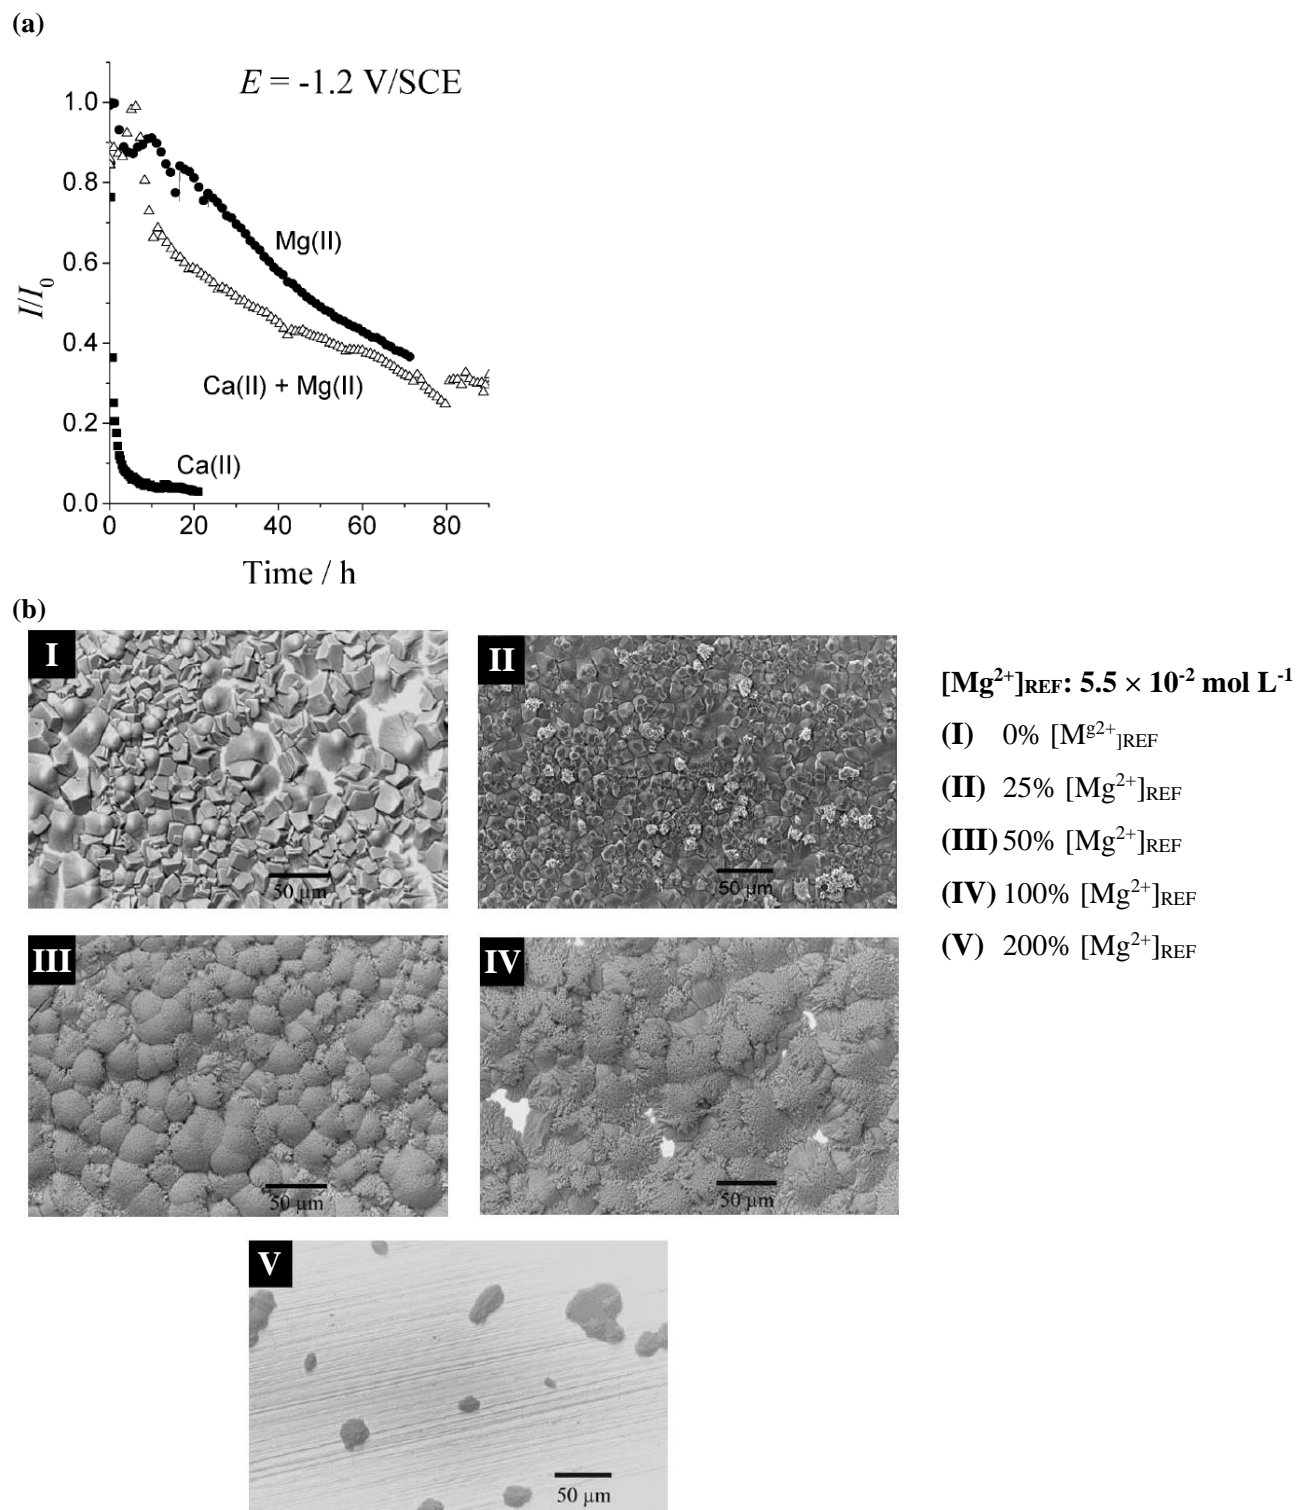 (a)
E = -1.2 V/SCE
1.0
0.8
0.6
0.4
0.2
0.0
I/I₀
Mg(II)
Ca(II) + Mg(II)
Ca(II)
0 20 40 60 80
Time / h
(b)
I
50 µm
II
50 µm
III
50 µm
IV
50 µm
V
50 µm
[Mg²⁺]REF: 5.5 × 10⁻² mol L⁻¹
(I) 0% [Mᵍ²⁺]REF
(II) 25% [Mg²⁺]REF
(III) 50% [Mg²⁺]REF
(IV) 100% [Mg²⁺]REF
(V) 200% [Mg²⁺]REF